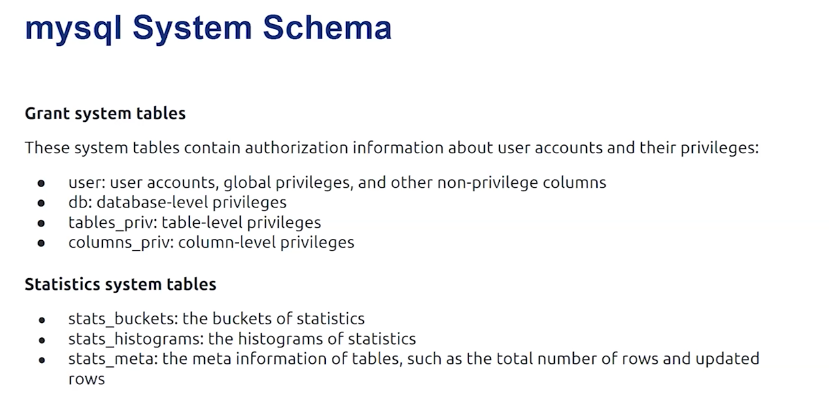 mysql System Schema
Grant system tables
These system tables contain authorization information about user accounts and their privileges:
● user: user accounts, global privileges, and other non-privilege columns
● db: database-level privileges
● tables_priv: table-level privileges
● columns_priv: column-level privileges
Statistics system tables
● stats_buckets: the buckets of statistics
● stats_histograms: the histograms of statistics
● stats_meta: the meta information of tables, such as the total number of rows and updated
rows